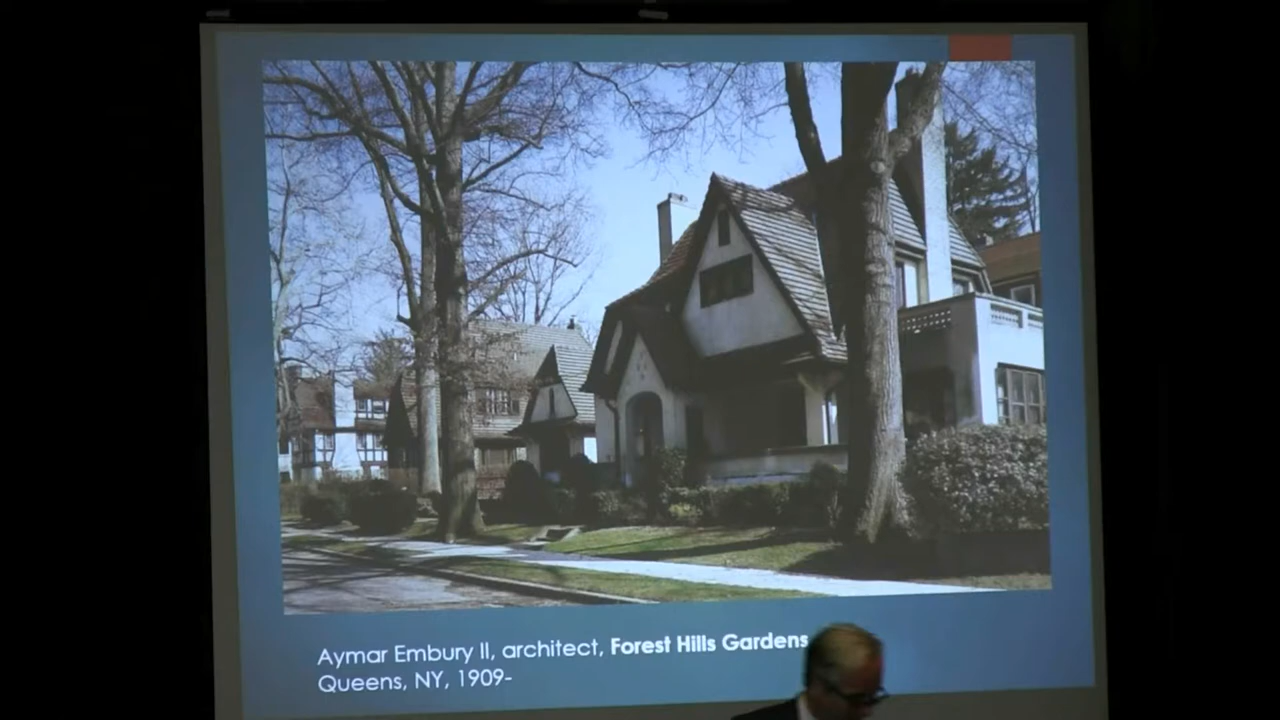 Aymar Embury II, architect, Forest Hills Gardens
Queens, NY, 1909-